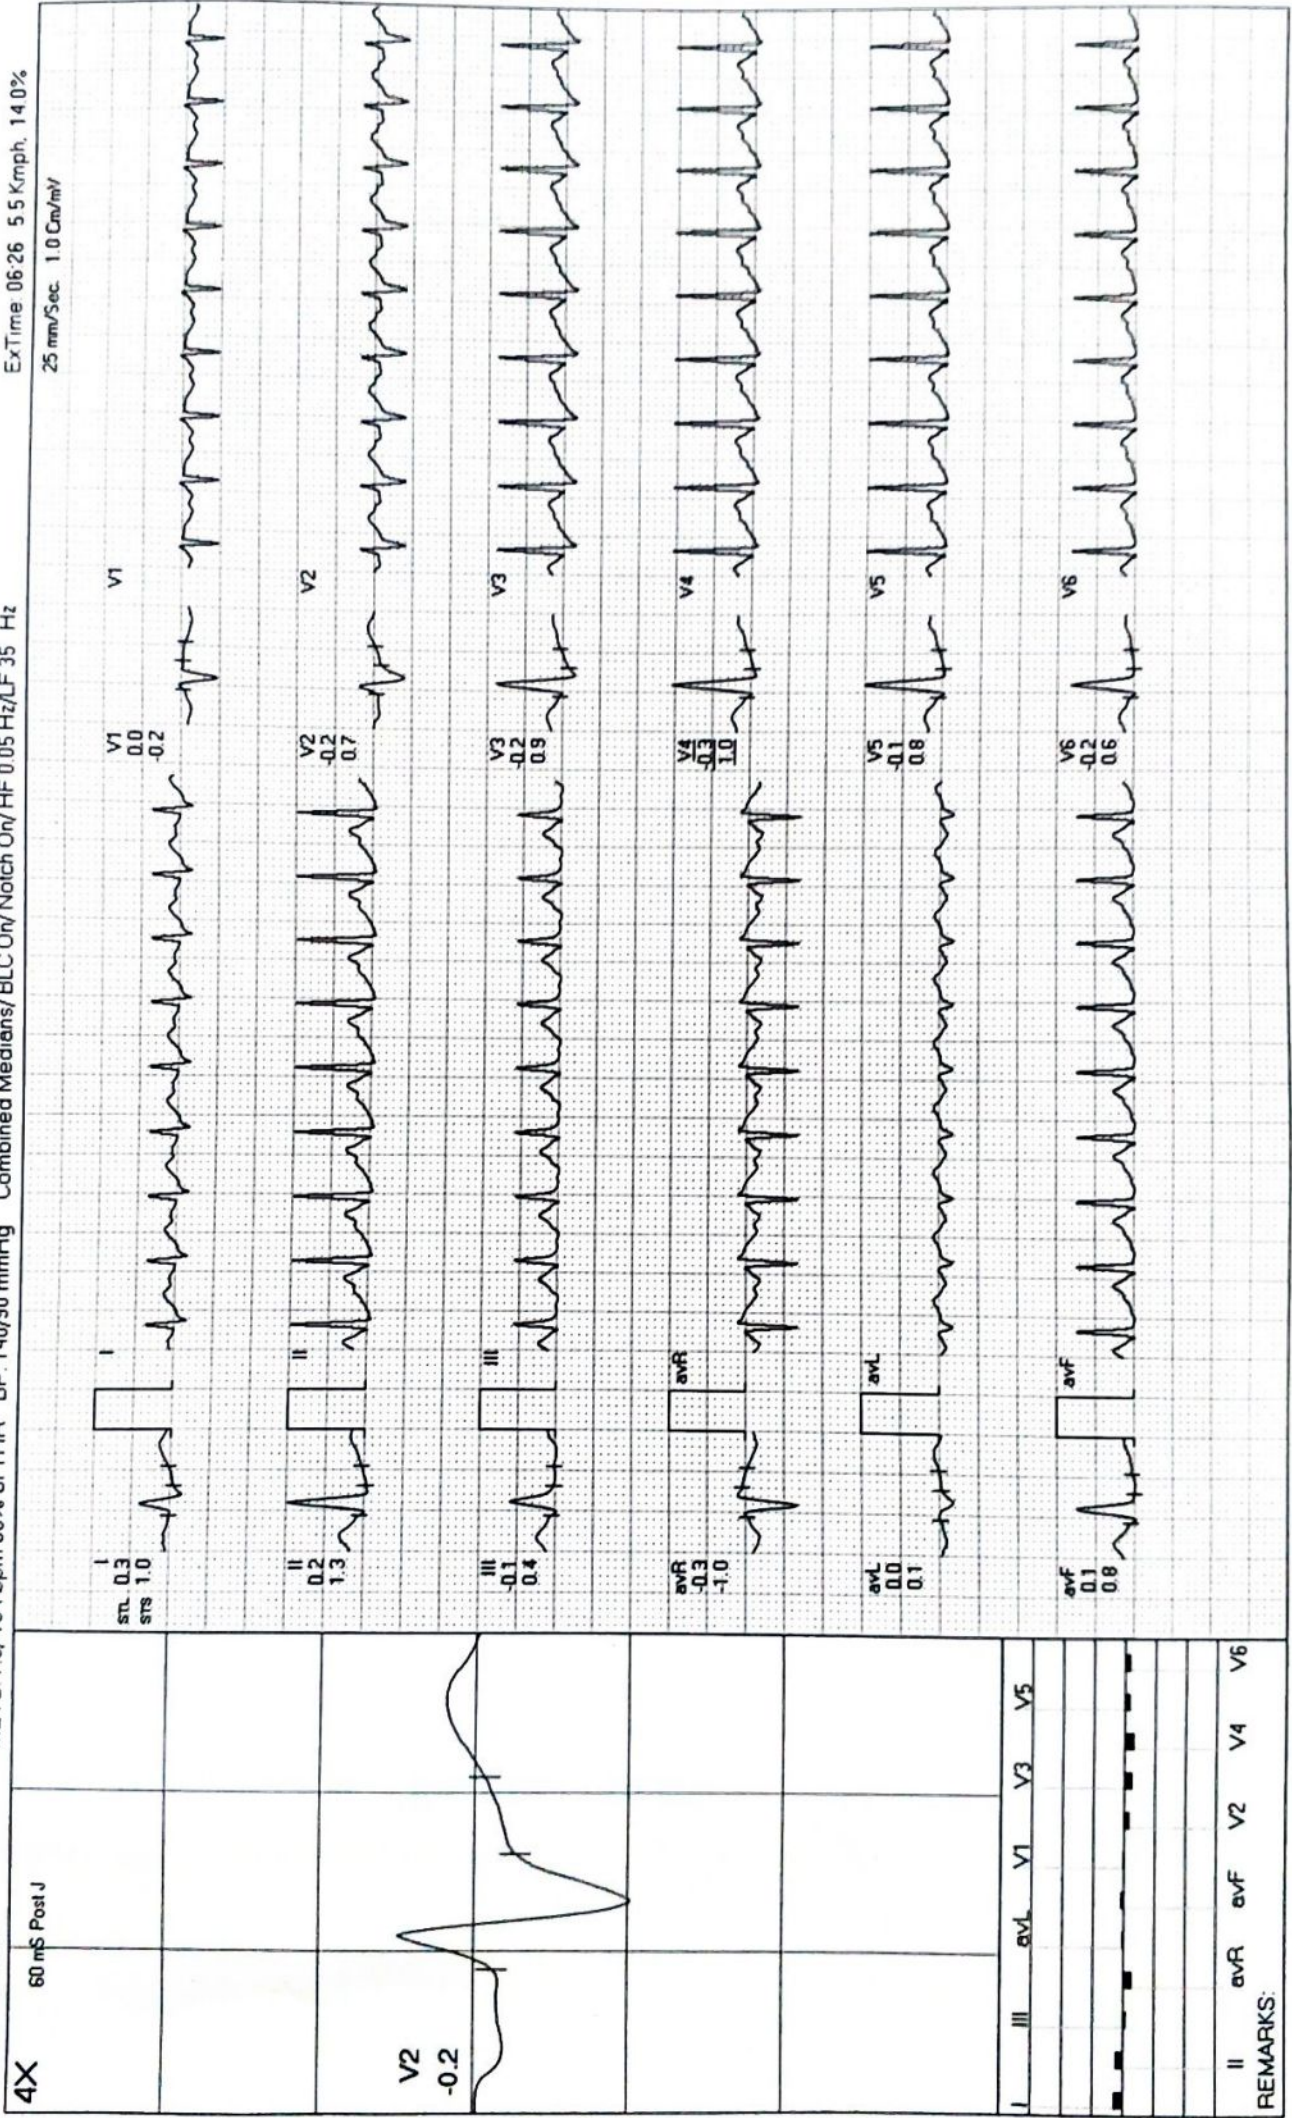 ExTime: 06:26 5.5 Kmph, 14.0%
BP: 140/90 mmHg Combined Medians/ BLC On/ Notch On/ HF 0.05 Hz/LF 35 Hz
25 mm/Sec. 1.0 Cm/mV
4X
60 mS Post J
V2
-0.2
I
STL 0.3
STS 1.0
I
V1
0.0
-0.2
V1
II
0.2
1.3
II
V2
-0.2
0.7
V2
III
-0.1
0.4
III
V3
-0.2
0.9
V3
avR
-0.3
-1.0
avR
V4
-0.3
1.0
V4
avL
0.0
0.1
avL
V5
-0.1
0.8
V5
avF
0.1
0.8
avF
V6
-0.2
0.6
V6
I III avL V1 V3 V5
II avR avF V2 V4 V6
REMARKS: